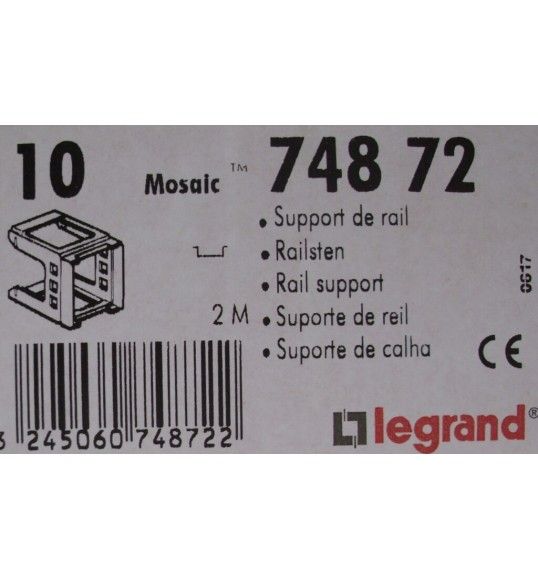 10 Mosaic™ 748 72
• Support de rail
• Railsten
• Rail support
2 M • Suporte de reil
• Suporte de calha
CE
0017
legrand®
3 245060 748722